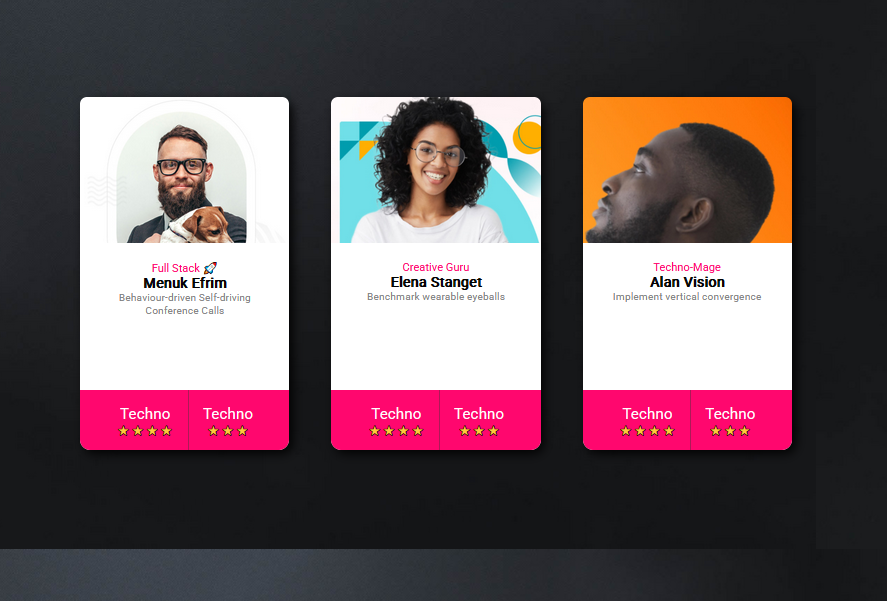 Full Stack 🚀
Menuk Efrim
Behaviour-driven Self-driving
Conference Calls
Techno Techno
Creative Guru
Elena Stanget
Benchmark wearable eyeballs
Techno Techno
Techno-Mage
Alan Vision
Implement vertical convergence
Techno Techno